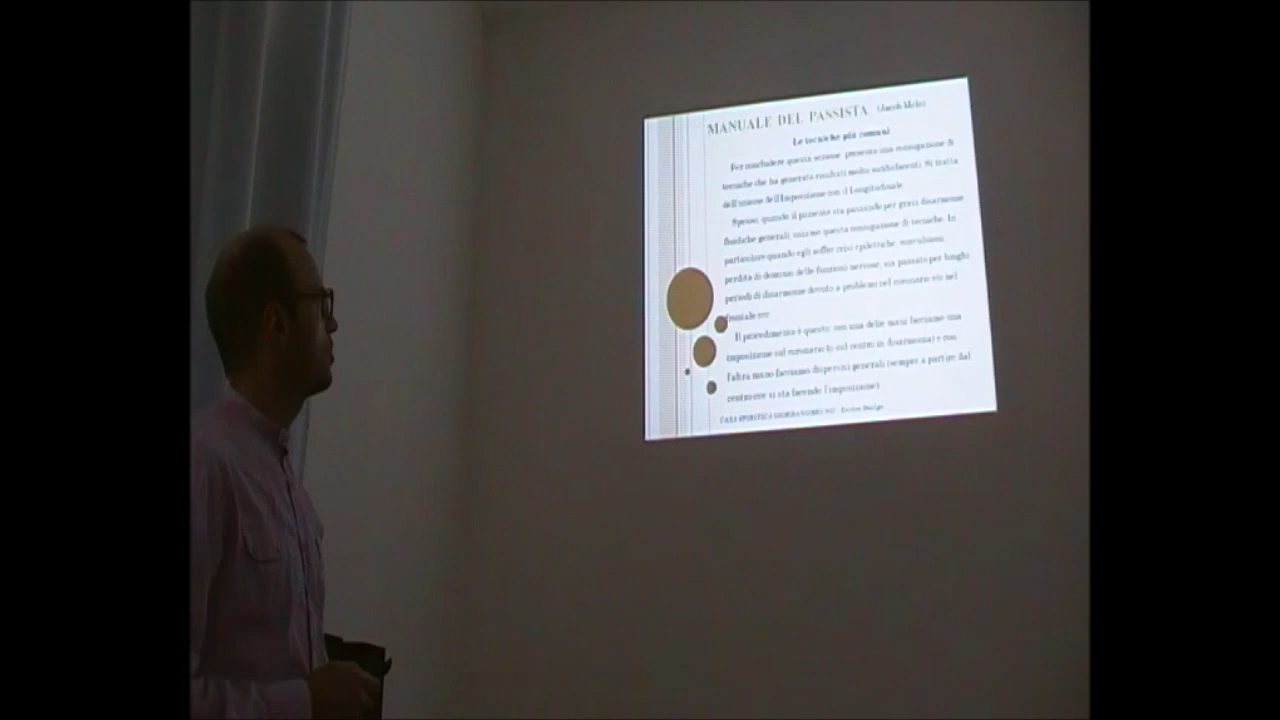 MANUALE DEL PASSISTA (Jacob Melo)
Le tecniche più comuni
Per concludere questa sezione, presento una coniugazione di
tecniche che ha generato risultati molto soddisfacenti. Si tratta
dell'unione dell'Imposizione con il Longitudinale.
Spesso, quando il paziente sta passando per gravi disarmonie
fluidiche generali, usiamo questa coniugazione di tecniche. In
particolare quando egli soffre crisi epilettiche, convulsioni,
perdita di dominio delle funzioni nervose, sia passato per lunghi
periodi di disarmonie dovuto a problemi nel coronario e/o nel
frontale ecc.
Il procedimento è questo: con una delle mani facciamo una
imposizione sul coronario (o sul centro in disarmonia) e con
l'altra mano facciamo dispersivi generali (sempre a partire dal
centro ove si sta facendo l'imposizione).